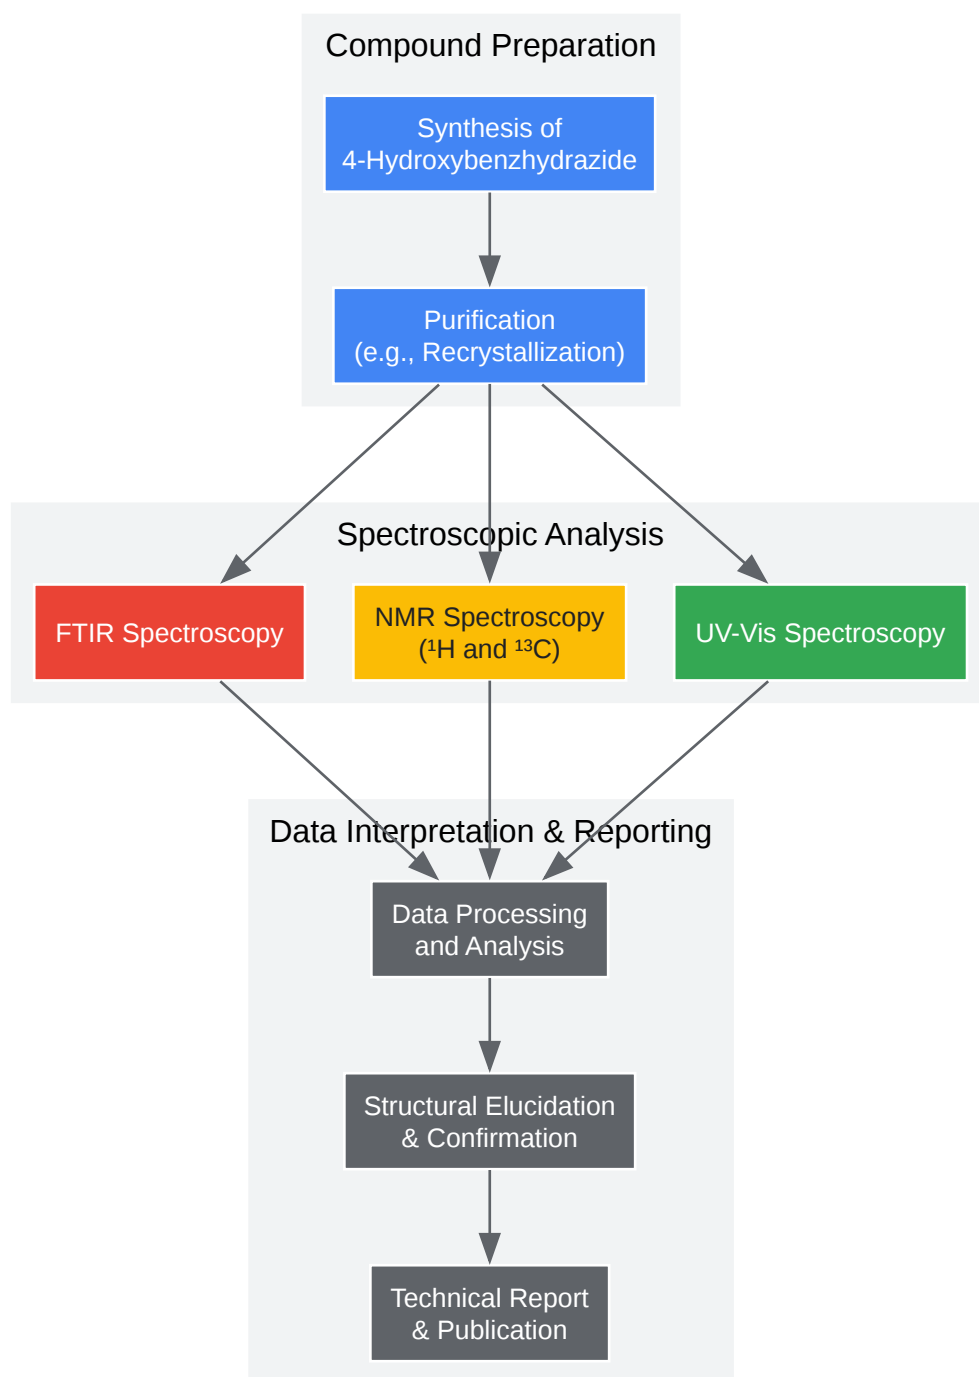 Compound Preparation
Synthesis of
4-Hydroxybenzhydrazide
Purification
(e.g., Recrystallization)
Spectroscopic Analysis
FTIR Spectroscopy
NMR Spectroscopy
(¹H and ¹³C)
UV-Vis Spectroscopy
Data Interpretation & Reporting
Data Processing
and Analysis
Structural Elucidation
& Confirmation
Technical Report
& Publication